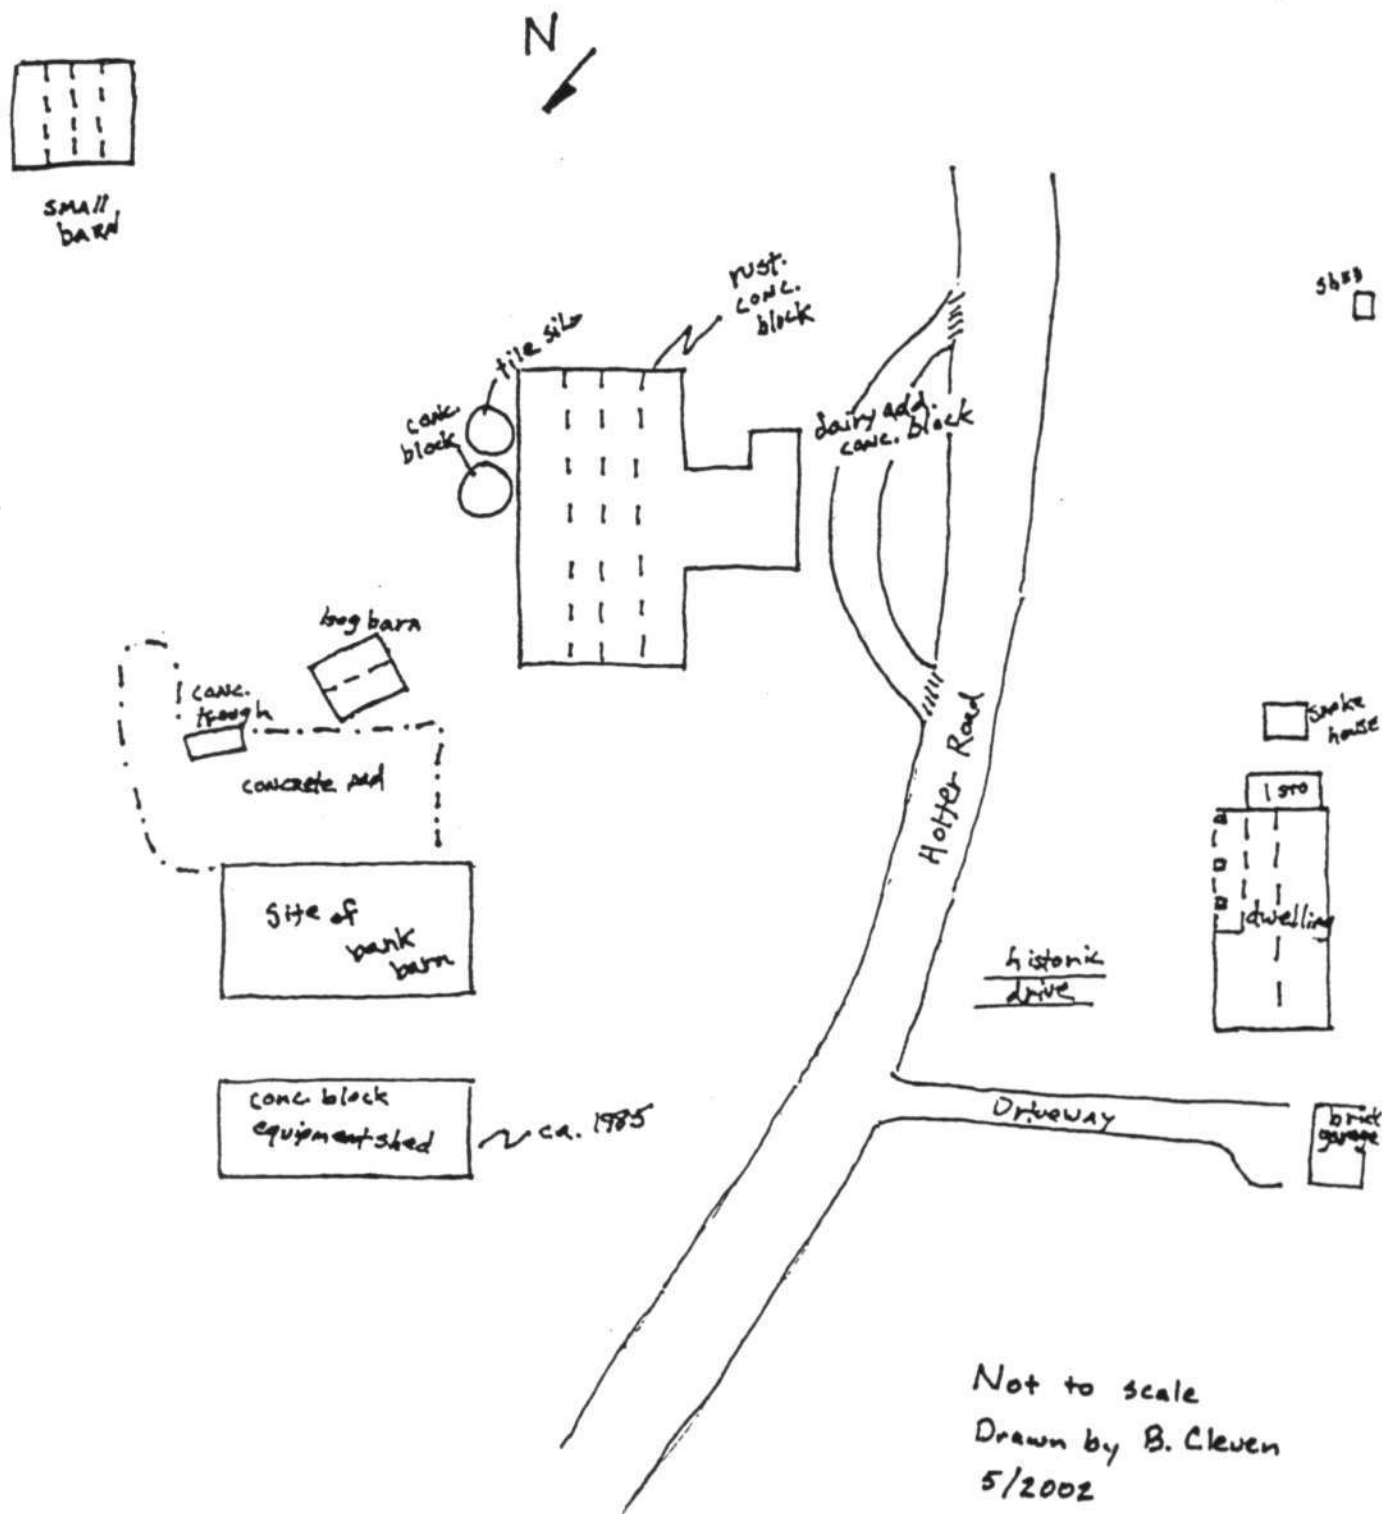 N
SMALL
BARN
rust.
conc.
block
shed
tile silo
conc.
block
dairy add.
conc. block
hog barn
conc.
trough
concrete pad
smoke
house
1 STO
Holter Road
dwelling
site of
bank
barn
historic
drive
conc. block
equipment shed
ca. 1985
Driveway
brick
garage
Not to scale
Drawn by B. Cleven
5/2002